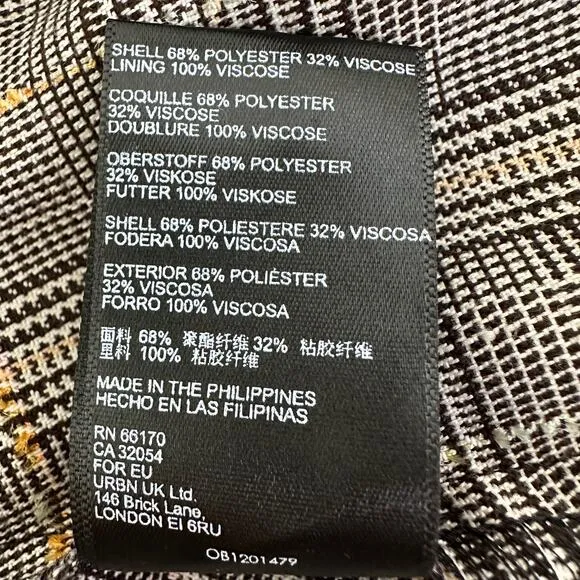 SHELL 68% POLYESTER 32% VISCOSE
LINING 100% VISCOSE
COQUILLE 68% POLYESTER
32% VISCOSE
DOUBLURE 100% VISCOSE
OBERSTOFF 68% POLYESTER
32% VISKOSE
FUTTER 100% VISKOSE
SHELL 68% POLIESTERE 32% VISCOSA
FODERA 100% VISCOSA
EXTERIOR 68% POLIÉSTER
32% VISCOSA
FORRO 100% VISCOSA
面料 68% 聚酯纤维 32% 粘胶纤维
里料 100% 粘胶纤维
MADE IN THE PHILIPPINES
HECHO EN LAS FILIPINAS
RN 66170
CA 32054
FOR EU
URBN UK Ltd.
146 Brick Lane,
LONDON EI 6RU
OB1201479